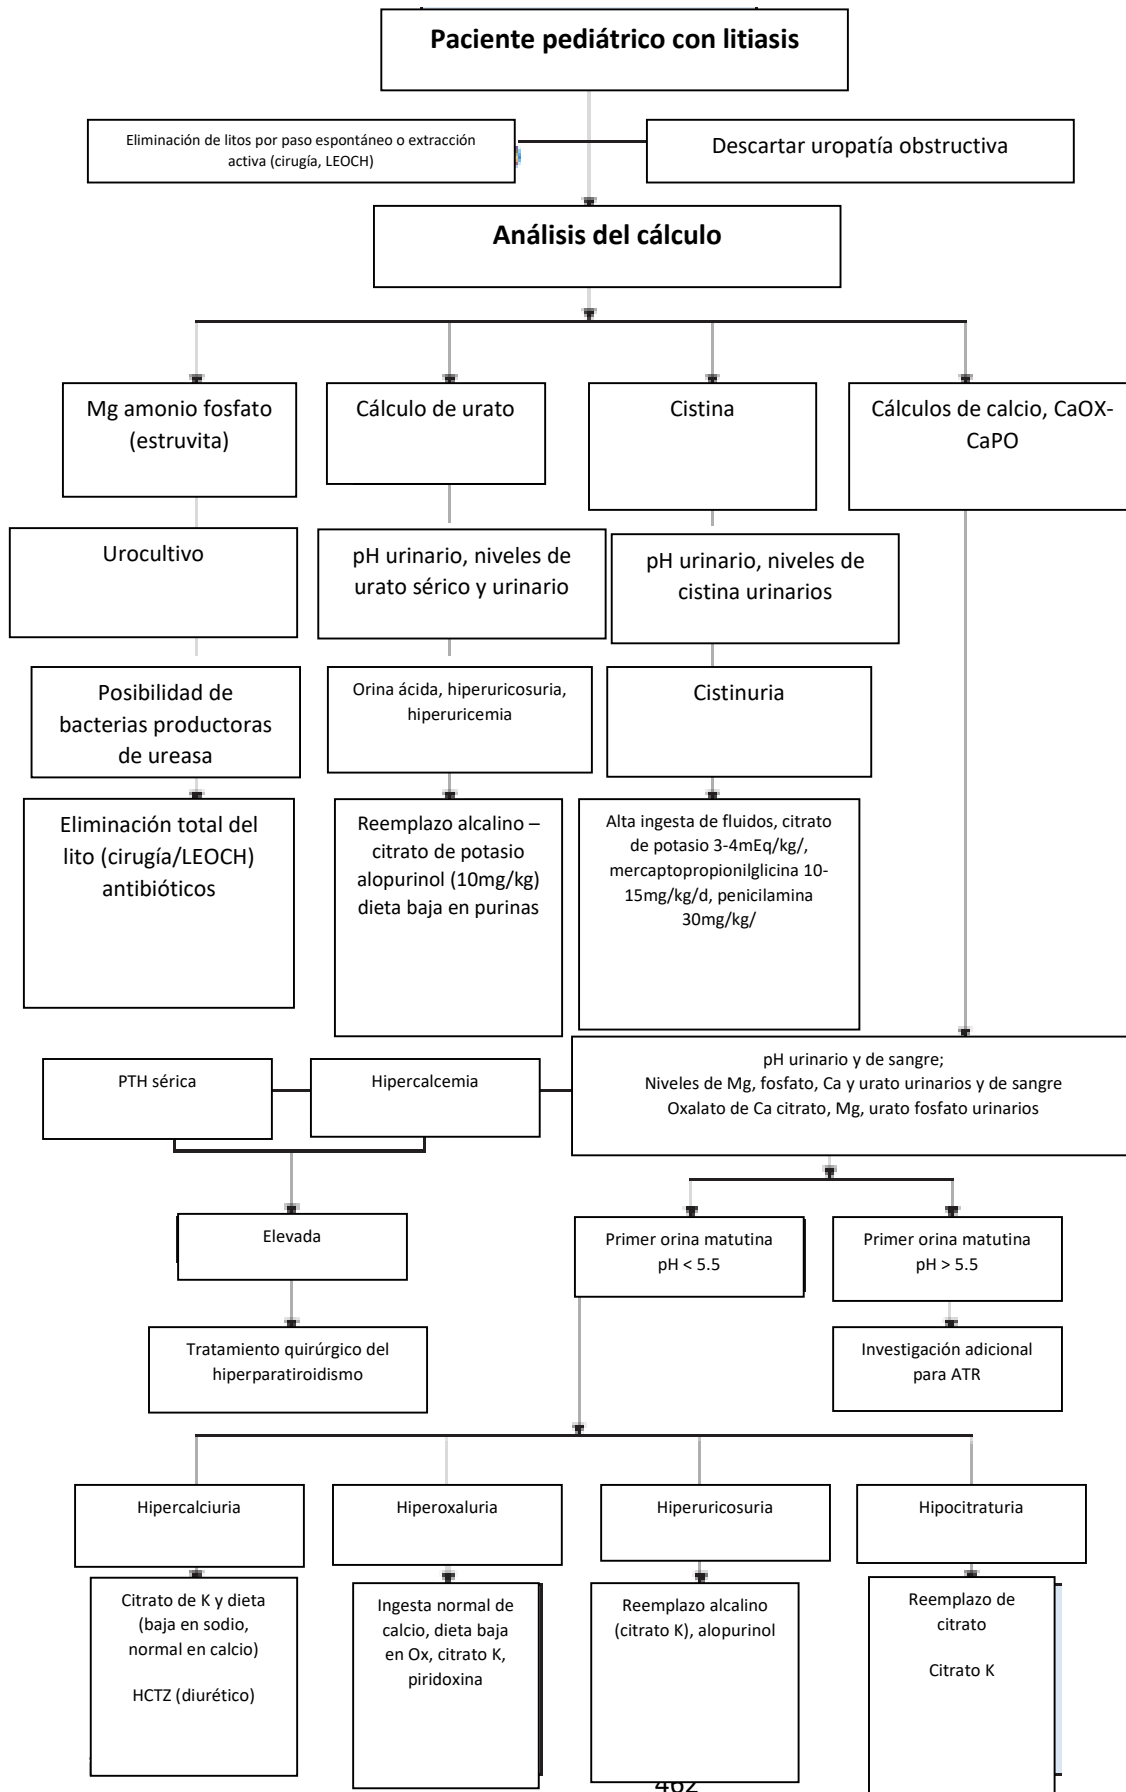 Paciente pediátrico con litiasis
Eliminación de litos por paso espontáneo o extracción
activa (cirugía, LEOCH)
Descartar uropatía obstructiva
Análisis del cálculo
Mg amonio fosfato
(estruvita)
Cálculo de urato
Cistina
Cálculos de calcio, CaOX-
CaPO
Urocultivo
pH urinario, niveles de
urato sérico y urinario
pH urinario, niveles de
cistina urinarios
Posibilidad de
bacterias productoras
de ureasa
Orina ácida, hiperuricosuria,
hiperuricemia
Cistinuria
Eliminación total del
lito (cirugía/LEOCH)
antibióticos
Reemplazo alcalino –
citrato de potasio
alopurinol (10mg/kg)
dieta baja en purinas
Alta ingesta de fluidos, citrato
de potasio 3-4mEq/kg/,
mercaptopropionilglicina 10-
15mg/kg/d, penicilamina
30mg/kg/
PTH sérica
Hipercalcemia
pH urinario y de sangre;
Niveles de Mg, fosfato, Ca y urato urinarios y de sangre
Oxalato de Ca citrato, Mg, urato fosfato urinarios
Elevada
Primer orina matutina
pH < 5.5
Primer orina matutina
pH > 5.5
Tratamiento quirúrgico del
hiperparatiroidismo
Investigación adicional
para ATR
Hipercalciuria
Hiperoxaluria
Hiperuricosuria
Hipocitraturia
Citrato de K y dieta
(baja en sodio,
normal en calcio)
HCTZ (diurético)
Ingesta normal de
calcio, dieta baja
en Ox, citrato K,
piridoxina
Reemplazo alcalino
(citrato K), alopurinol
Reemplazo de
citrato
Citrato K
462